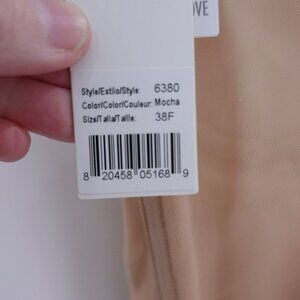 OVE
Style/Estilo/Style: 6380
Color/Color/Couleur: Mocha
Size/Talla/Taille: 38F
8 20458 05168 9